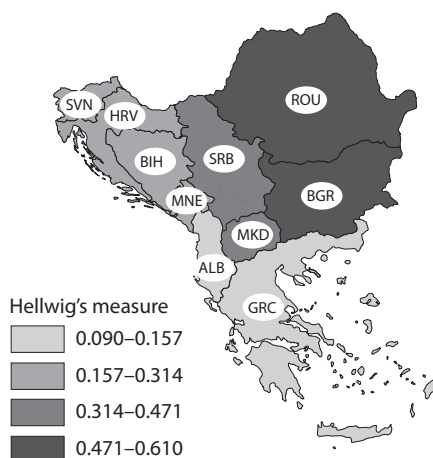 ROU
SVN
HRV
BIH
SRB
BGR
MNE
MKD
ALB
GRC
Hellwig's measure
0.090–0.157
0.157–0.314
0.314–0.471
0.471–0.610